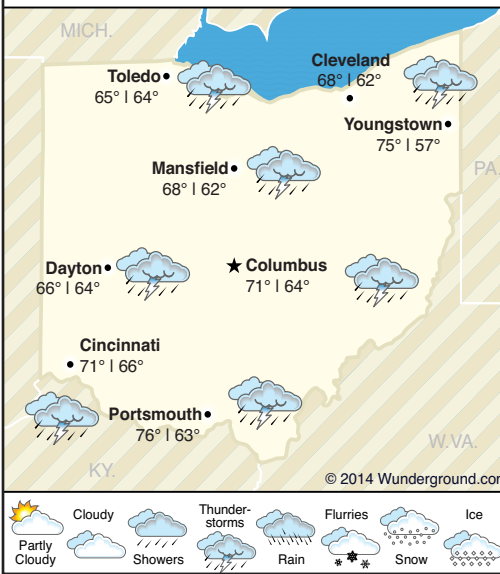 MICH.
Cleveland
68° | 62°
Toledo
65° | 64°
Youngstown
75° | 57°
Mansfield
68° | 62°
PA.
Dayton
66° | 64°
Columbus
71° | 64°
Cincinnati
71° | 66°
Portsmouth
76° | 63°
W.VA.
KY.
© 2014 Wunderground.com
Partly
Cloudy
Cloudy
Showers
Thunder-
storms
Rain
Flurries
Snow
Ice